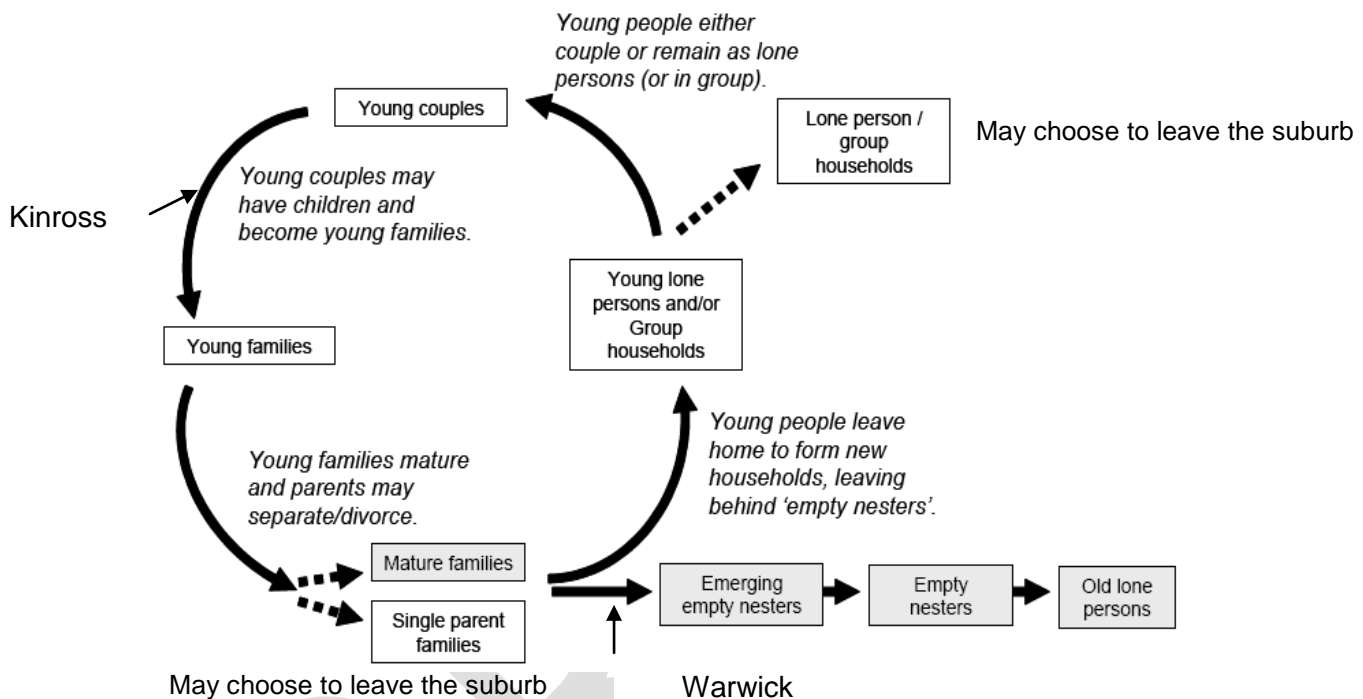 Young people either
couple or remain as lone
persons (or in group).
Young couples
Lone person /
group
households
May choose to leave the suburb
Kinross
Young couples may
have children and
become young families.
Young lone
persons and/or
Group
households
Young families
Young people leave
home to form new
households, leaving
behind ‘empty nesters’.
Young families mature
and parents may
separate/divorce.
Mature families
Single parent
families
Emerging
empty nesters
Empty
nesters
Old lone
persons
May choose to leave the suburb
Warwick